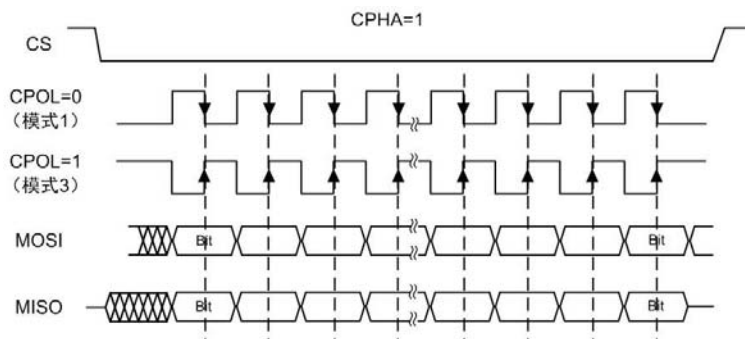 CPHA=1
CS
CPOL=0
（模式1）
CPOL=1
（模式3）
MOSI
Bit
Bit
MISO
Bit
Bit